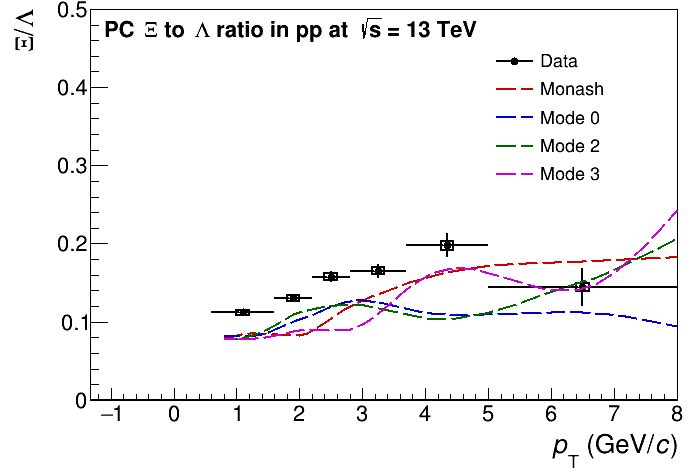 PC Ξ to Λ ratio in pp at √s = 13 TeV
Ξ/Λ
0.5
0.4
0.3
0.2
0.1
0
Data
Monash
Mode 0
Mode 2
Mode 3
−1 0 1 2 3 4 5 6 7 8
p_T (GeV/c)